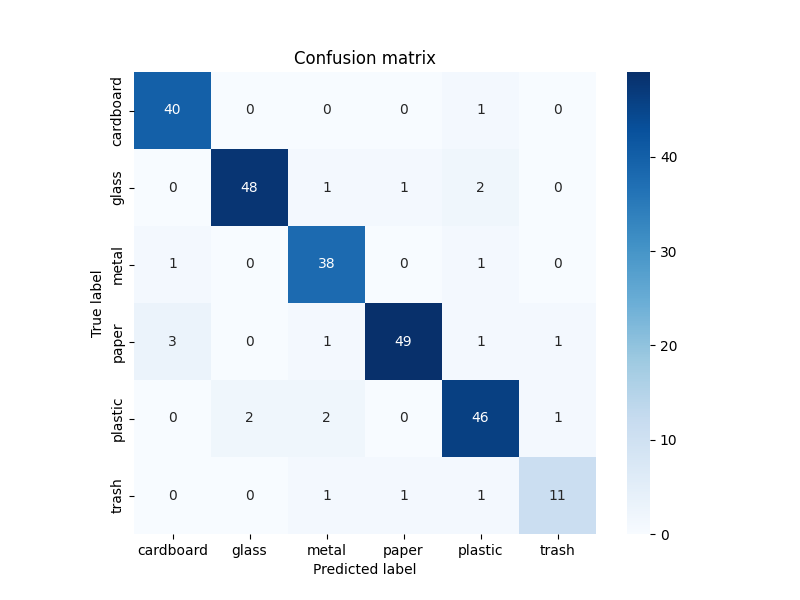 Confusion matrix
True label
cardboard 40 0 0 0 1 0
glass 0 48 1 1 2 0
metal 1 0 38 0 1 0
paper 3 0 1 49 1 1
plastic 0 2 2 0 46 1
trash 0 0 1 1 1 11
cardboard glass metal paper plastic trash
Predicted label
40
30
20
10
0